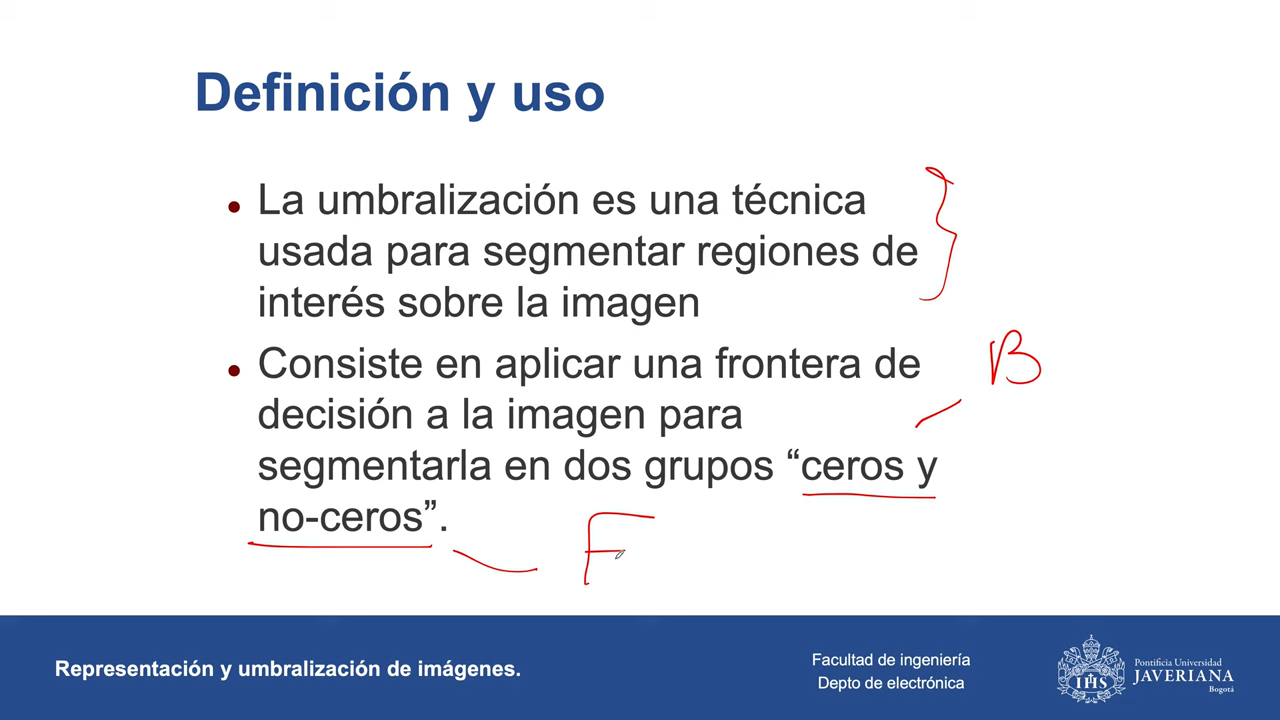 Definición y uso
La umbralización es una técnica
usada para segmentar regiones de
interés sobre la imagen
B
Consiste en aplicar una frontera de
decisión a la imagen para
segmentarla en dos grupos “ceros y
no-ceros”.
F
Representación y umbralización de imágenes.
Facultad de ingeniería
Depto de electrónica
IHS
Pontificia Universidad
JAVERIANA
Bogotá